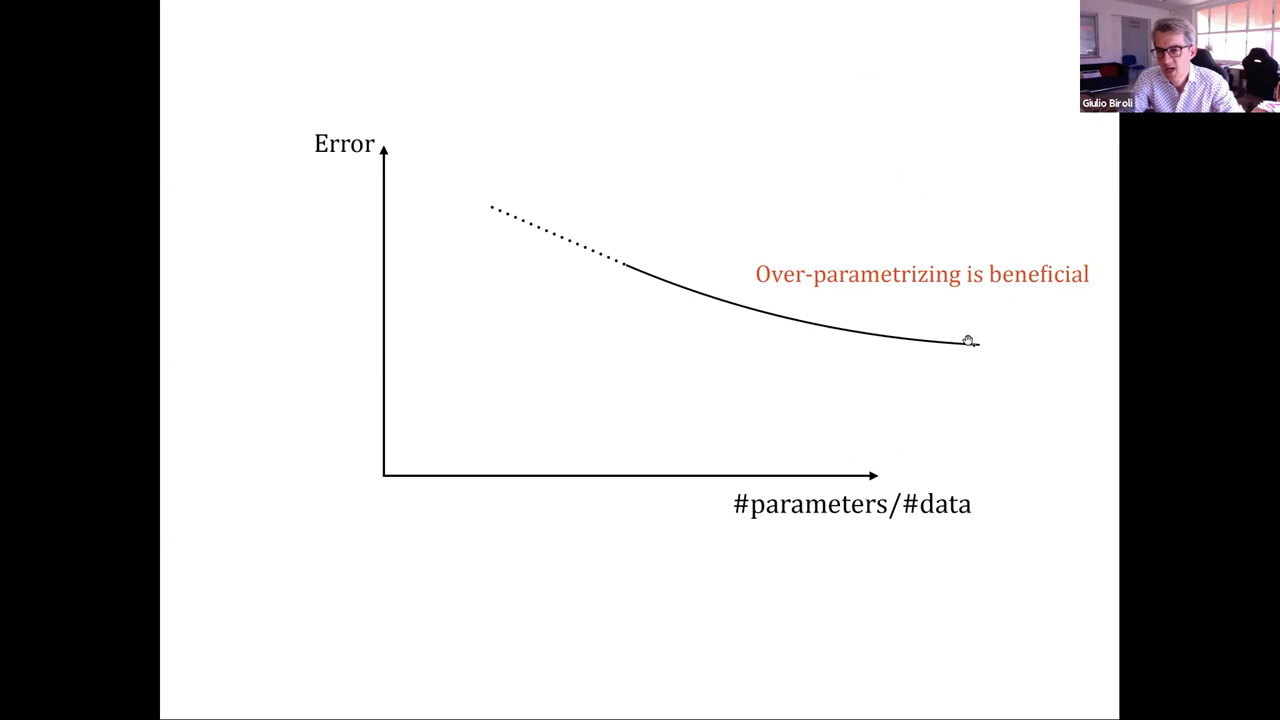 Giulio Biroli
Error
Over-parametrizing is beneficial
#parameters/#data